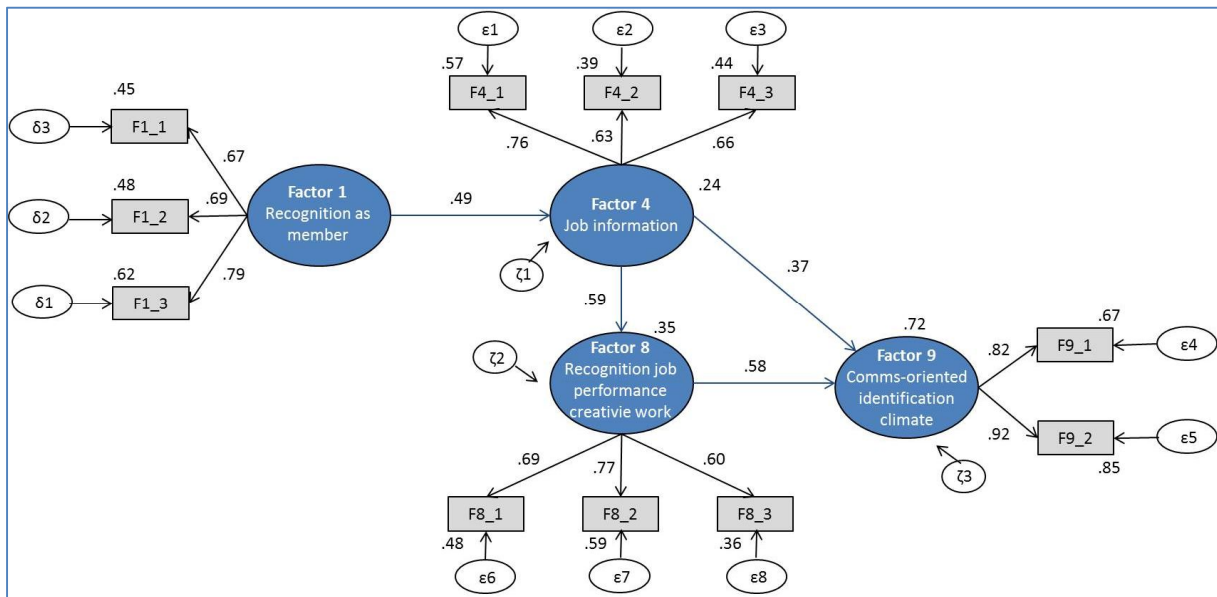 ε1
ε2
ε3
.57
.39
.44
F4_1
F4_2
F4_3
.45
δ3
F1_1
.76
.63
.66
.67
.48
δ2
F1_2
.69
Factor 1
Recognition as
member
.49
Factor 4
Job information
.24
.62
δ1
F1_3
.79
ζ1
.59
.37
.35
.72
.67
ζ2
Factor 8
Recognition job
performance
creativie work
.58
Factor 9
Comms-oriented
identification
climate
.82
F9_1
ε4
.92
F9_2
ε5
.85
ζ3
.69
.77
.60
F8_1
F8_2
F8_3
.48
.59
.36
ε6
ε7
ε8